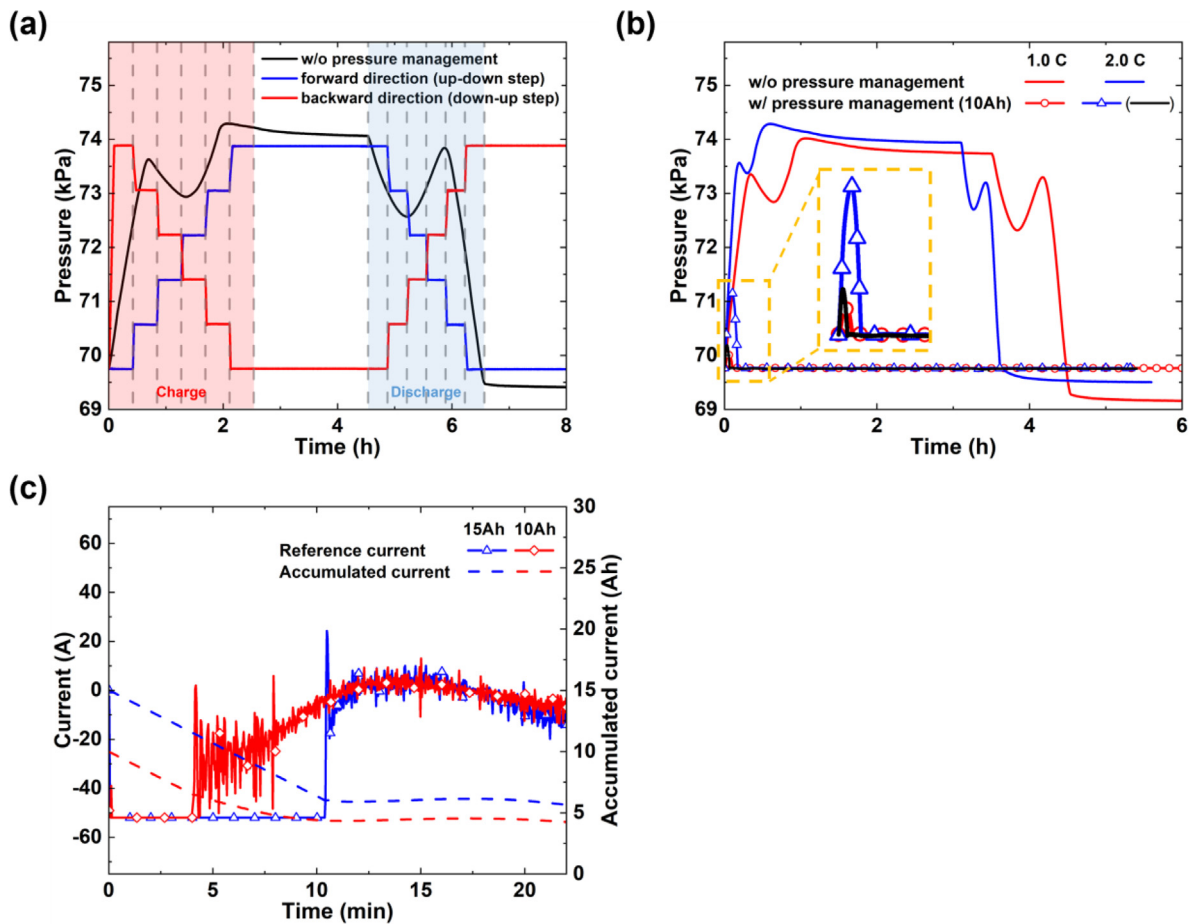 (a)
w/o pressure management
forward direction (up-down step)
backward direction (down-up step)
Pressure (kPa)
75
74
73
72
71
70
69
Charge
Discharge
0 2 4 6 8
Time (h)
(b)
1.0 C 2.0 C
w/o pressure management
w/ pressure management (10Ah) ( )
Pressure (kPa)
75
74
73
72
71
70
69
0 2 4 6
Time (h)
(c)
15Ah 10Ah
Reference current
Accumulated current
Current (A)
60
40
20
0
-20
-40
-60
Accumulated current (Ah)
30
25
20
15
10
5
0
0 5 10 15 20
Time (min)